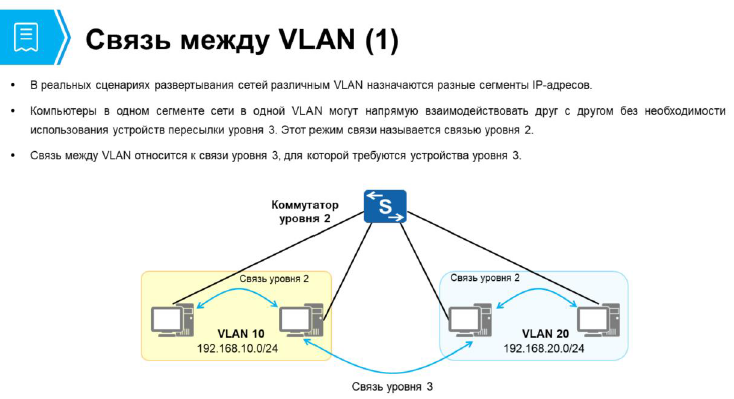 Связь между VLAN (1)
• В реальных сценариях развертывания сетей различным VLAN назначаются разные сегменты IP-адресов.
• Компьютеры в одном сегменте сети в одной VLAN могут напрямую взаимодействовать друг с другом без необходимости
использования устройств пересылки уровня 3. Этот режим связи называется связью уровня 2.
• Связь между VLAN относится к связи уровня 3, для которой требуются устройства уровня 3.
Коммутатор
уровня 2
S
Связь уровня 2
Связь уровня 2
VLAN 10
192.168.10.0/24
VLAN 20
192.168.20.0/24
Связь уровня 3